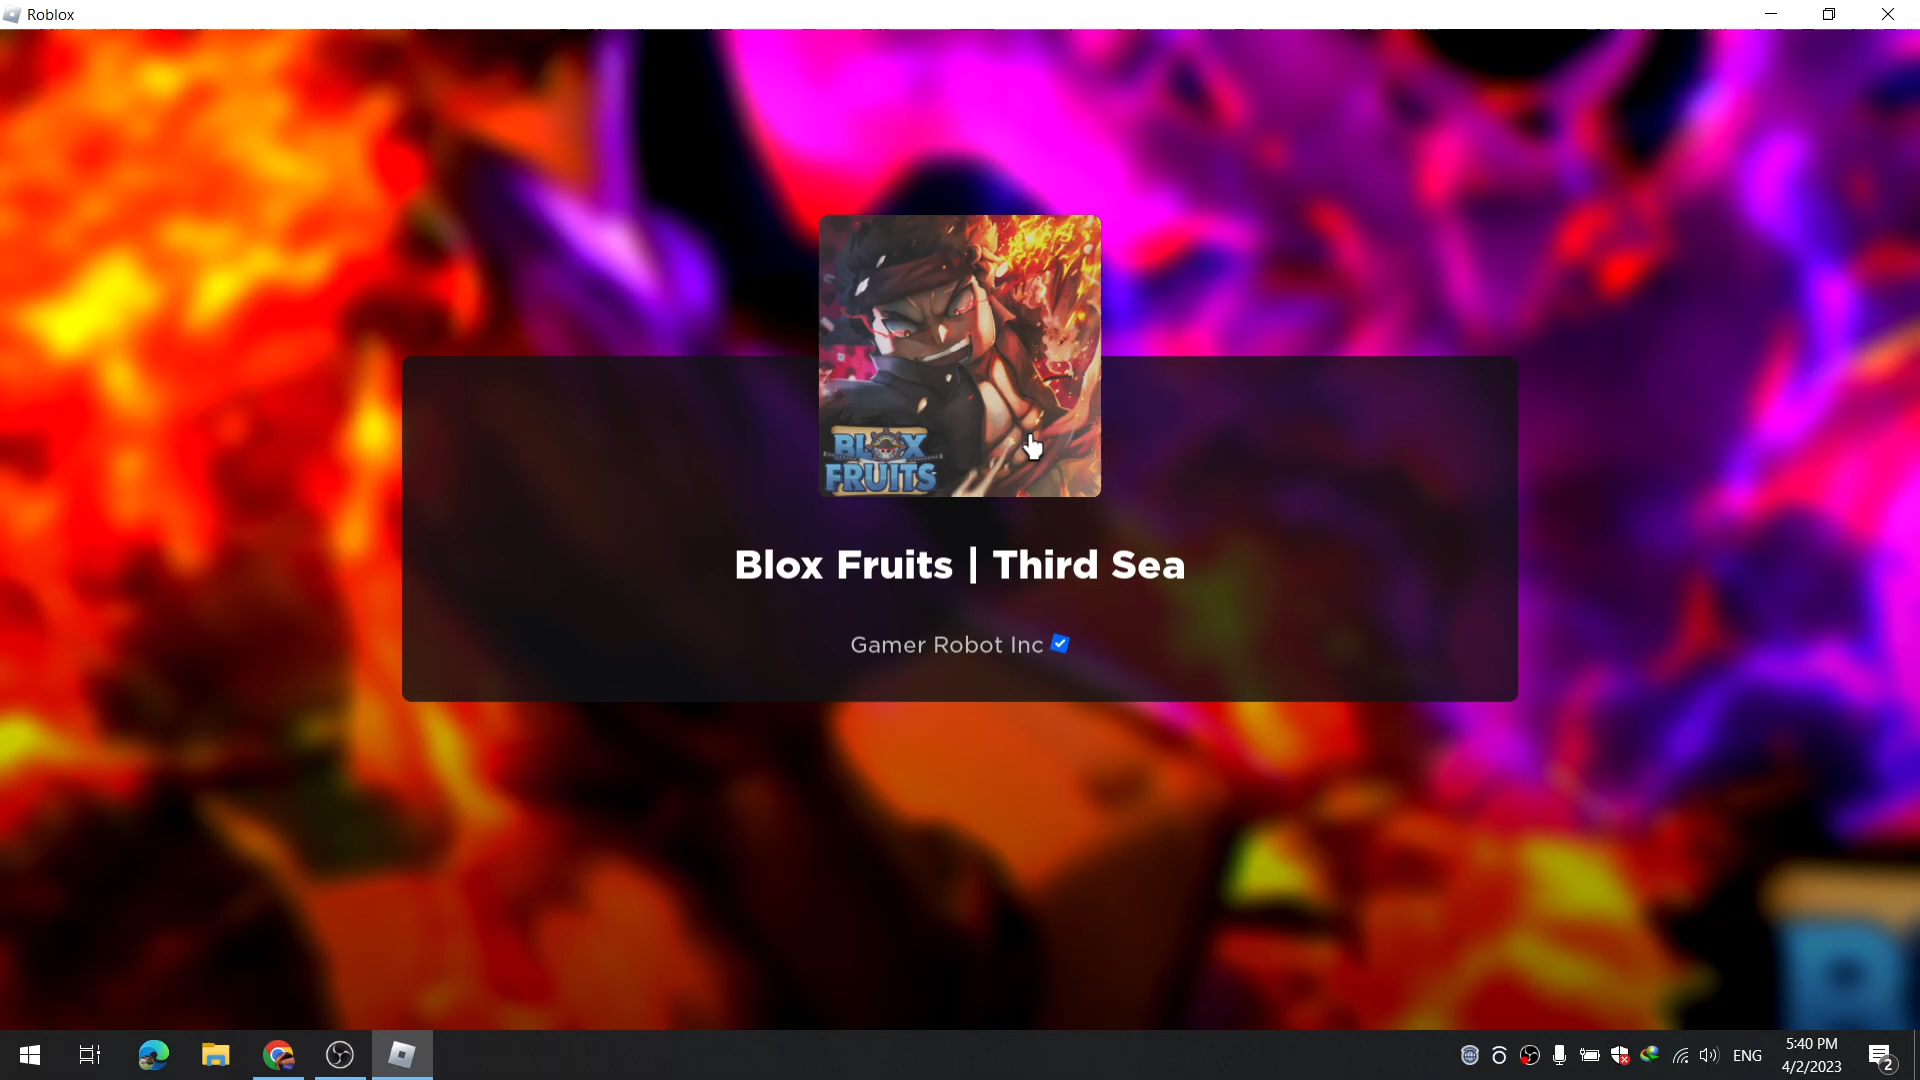 Roblox
BLOX
FRUITS
Blox Fruits | Third Sea
Gamer Robot Inc
ENG
5:40 PM
4/2/2023
2